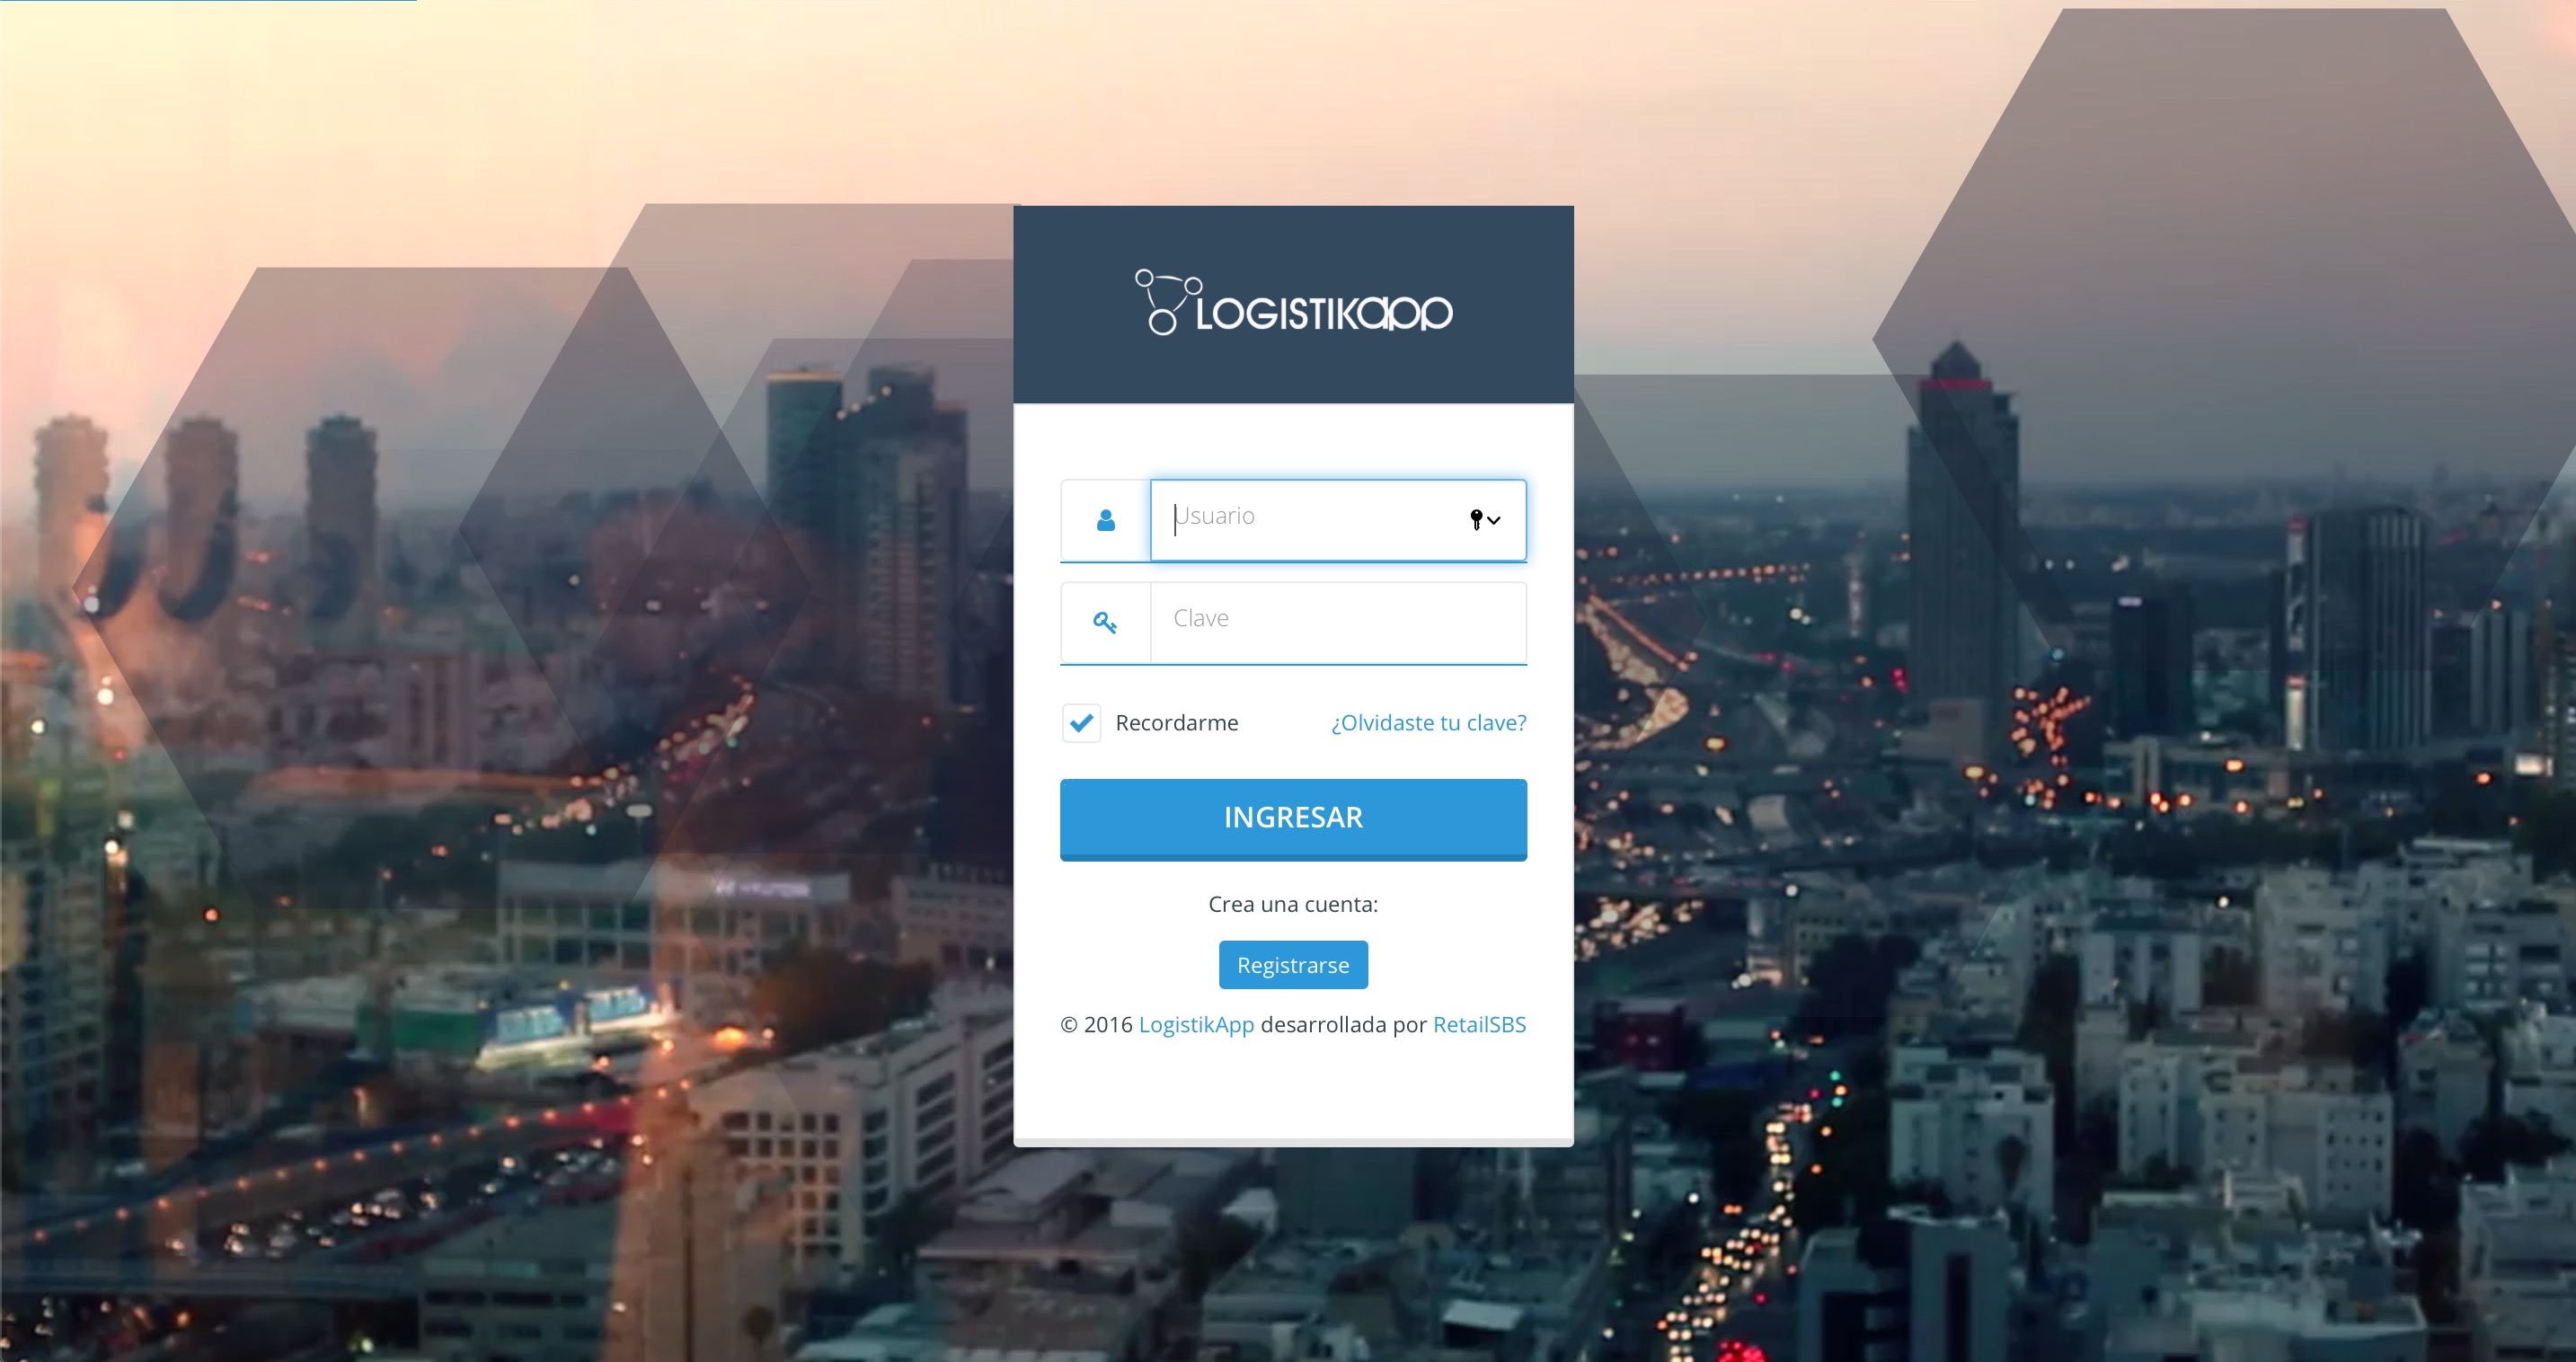 LOGISTIKapp
Usuario
Clave
Recordarme
¿Olvidaste tu clave?
INGRESAR
Crea una cuenta:
Registrarse
© 2016 LogistikApp desarrollada por RetailSBS